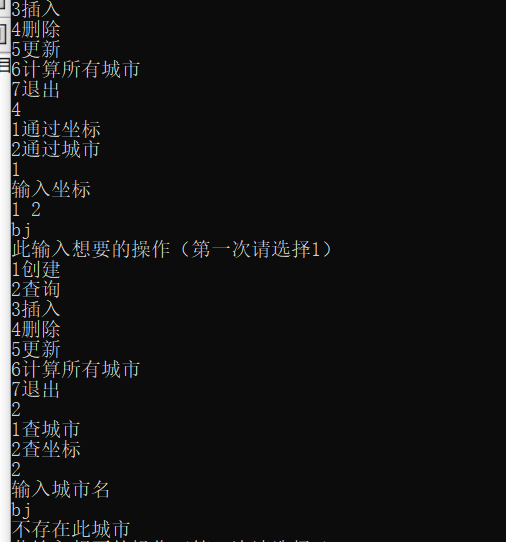 3插入
4删除
5更新
6计算所有城市
7退出
4
1通过坐标
2通过城市
1
输入坐标
1 2
bj
此输入想要的操作（第一次请选择1）
1创建
2查询
3插入
4删除
5更新
6计算所有城市
7退出
2
1查城市
2查坐标
2
输入城市名
bj
不存在此城市